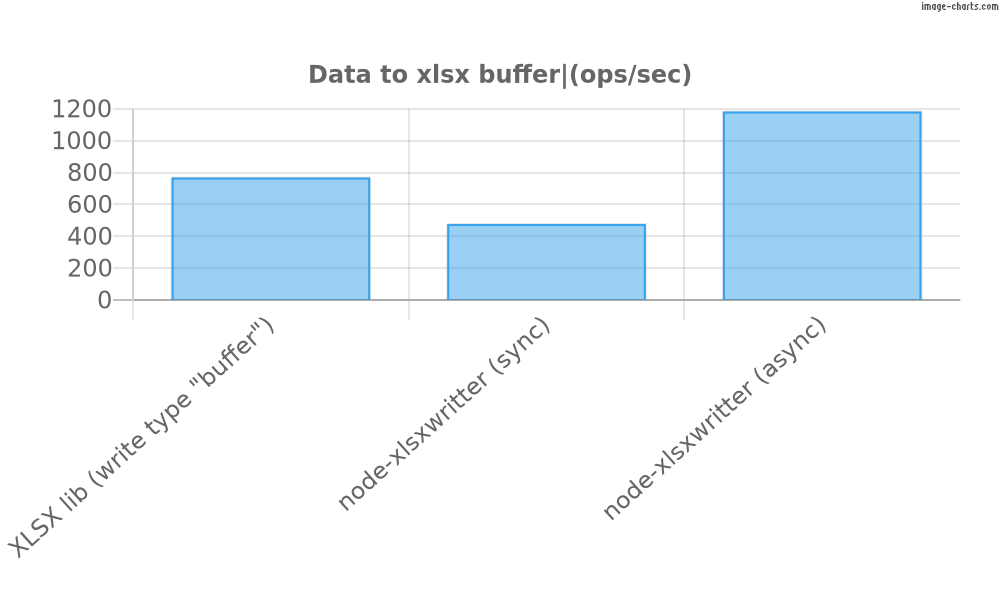 image-charts.com
Data to xlsx buffer|(ops/sec)
1200
1000
800
600
400
200
0
XLSX lib (write type "buffer")
node-xlsxwritter (sync)
node-xlsxwritter (async)